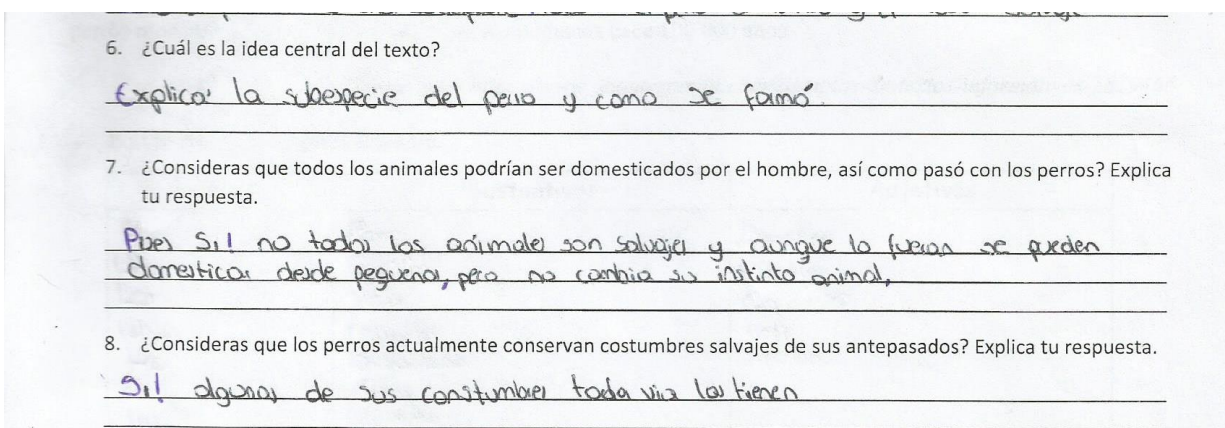 6. ¿Cuál es la idea central del texto?
Explicar la subespecie del perro y como se formó.
7. ¿Consideras que todos los animales podrían ser domesticados por el hombre, así como pasó con los perros? Explica
tu respuesta.
Pues Si! no todos los animales son salvajes y aunque lo fueran se pueden
domesticar desde pequeños, pero no cambia su instinto animal,
8. ¿Consideras que los perros actualmente conservan costumbres salvajes de sus antepasados? Explica tu respuesta.
Si! algunos de sus constumbres toda via las tienen